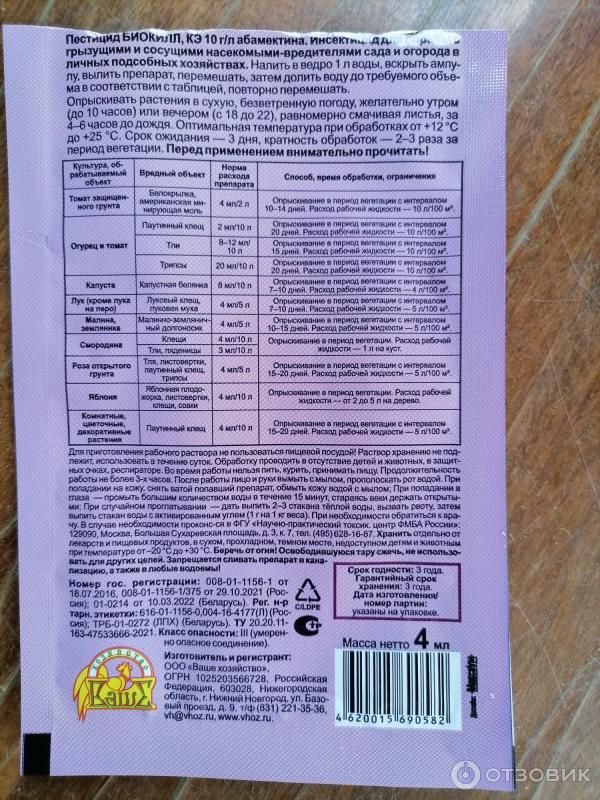 Пестицид БИОКИЛЛ, КЭ 10 г/л абамектина. Инсектицид для
грызущими и сосущими насекомыми-вредителями сада и огорода в
личных подсобных хозяйствах. Налить в ведро 1 л воды, вскрыть ампу-
лу, вылить препарат, перемешать, затем долить воду до требуемого объе-
ма в соответствии с таблицей, повторно перемешать.
Опрыскивать растения в сухую, безветренную погоду, желательно утром
(до 10 часов) или вечером (с 18 до 22), равномерно смачивая листья, за
4–6 часов до дождя. Оптимальная температура при обработках от +12 °С
до +25 °С. Срок ожидания — 3 дня, кратность обработок — 2–3 раза за
период вегетации. Перед применением внимательно прочитать!
Культура, об-
рабатываемый
объект
Вредный объект
Норма
расхода
препарата
Способ, время обработки, ограничения
Томат защищен-
ного грунта
Белокрылка,
американская ми-
нирующая моль
4 мл/2 л
Опрыскивание в период вегетации с интервалом
10–14 дней. Расход рабочей жидкости — 10 л/100 м².
Огурец и томат
Паутинный клещ
2 мл/10 л
Опрыскивание в период вегетации с интервалом
20 дней. Расход рабочей жидкости — 10 л/100 м².
Тли
8–12 мл/
10 л
Опрыскивание в период вегетации с интервалом
15 дней. Расход рабочей жидкости — 10 л/100 м².
Трипсы
20 мл/10 л
Опрыскивание в период вегетации с интервалом
20 дней. Расход рабочей жидкости — 10 л/100 м².
Капуста
Капустная белянка
8 мл/10 л
Опрыскивание в период вегетации с интервалом
7–10 дней. Расход рабочей жидкости — 4 л/100 м².
Лук (кроме лука
на перо)
Луковый клещ,
луковая муха
4 мл/5 л
Опрыскивание в период вегетации с интервалом
7–10 дней. Расход рабочей жидкости — 5 л/100 м².
Малина,
земляника
Малинно-землянич-
ный долгоносик
4 мл/5 л
Опрыскивание в период вегетации с интервалом
10–15 дней. Расход рабочей жидкости — 5 л/100 м².
Смородина
Клещи
4 мл/10 л
Тли, пяденицы
3 мл/10 л
Опрыскивание в период вегетации. Расход рабочей
жидкости — 1 л на куст.
Роза открытого
грунта
Тля, листовертки,
паутинный клещ,
трипсы
4 мл/5 л
Опрыскивание в период вегетации с интервалом
15–20 дней. Расход рабочей жидкости — 5 л/100 м².
Яблоня
Яблонная плодо-
жорка, листовертки,
клещи, совки
4 мл/10 л
Опрыскивание в период вегетации. Расход рабочей
жидкости — от 2 до 5 л на дерево.
Комнатные,
цветочные,
декоративные
растения
Паутинный клещ
4 мл/10 л
Опрыскивание в период вегетации с интервалом
15–20 дней. Расход рабочей жидкости — 5 л/100 м².
Для приготовления рабочего раствора не пользоваться пищевой посудой! Раствор хранению не под-
лежит, использовать в течение суток. Обработку проводить в отсутствие детей и животных, в защит-
ных очках, респираторе. Во время работы нельзя пить, курить, принимать пищу. Продолжительность
работы не более 3-х часов. После работы лицо и руки вымыть с мылом, прополоскать рот водой. При
попадании на кожу, снять ватой попавший препарат, обмыть кожу водой с мылом; При попадании в
глаза — промыть большим количеством воды в течение 15 минут, стараясь веки держать открыты-
ми; При случайном проглатывании — дать выпить 2–3 стакана тёплой воды, вызвать рвоту, затем
выпить стакан воды с активированным углем (1 г на 1 кг веса). При необходимости обратиться к вра-
чу. В случае необходимости проконс-ся в ФГУ «Научно-практический токсик. центр ФМБА России»:
129090, Москва, Большая Сухаревская площадь, д. 3, к. 7, тел. (495) 628-16-87. Хранить отдельно от
лекарств и пищевых продуктов, в сухом, прохладном, темном месте, недоступном детям и животным
при температуре от –20 °С до +30 °С. Беречь от огня! Освободившуюся тару сжечь, не использо-
вать для других целей. Запрещается сливать препарат в кана-
лизацию, а также в любые водоемы!
Номер гос. регистрации: 008-01-1156-1 от
18.07.2016, 008-01-1156-1/375 от 29.10.2021 (Рос-
сия); 01-0214 от 10.03.2022 (Беларусь). Рег. н-р
тарн. этикетки: 616-01-1156-0,004-16-4177(Л) (Рос-
сия); ТРБ-01-0272 (ЛПХ) (Беларусь). ТУ 20.20.11-
163-47533666-2021. Класс опасности: III (умерен-
но опасное соединение).
C/LDPE
Срок годности: 3 года.
Гарантийный срок
хранения: 3 года.
Дата изготовления/
номер партии:
указаны на упаковке.
Масса нетто 4 мл
ХОЗЯЙСТВО
ВАШЕ
Изготовитель и регистрант:
ООО «Ваше хозяйство»,
ОГРН 1025203566728, Российская
Федерация, 603028, Нижегородская
область, г. Нижний Новгород, ул. Базо-
вый проезд, д. 9, т/ф (831) 221-35-36,
vh@vhoz.ru, www.vhoz.ru
4 620015 690582
ОТЗОВИК